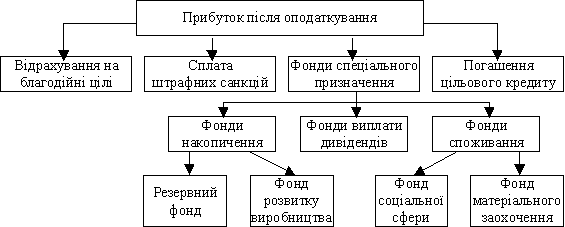 Прибуток після оподаткування
Відрахування на
благодійні цілі
Сплата
штрафних санкцій
Фонди спеціального
призначення
Погашення
цільового кредиту
Фонди
накопичення
Фонди виплати
дивідендів
Фонди
споживання
Резервний
фонд
Фонд
розвитку
виробництва
Фонд
соціальної
сфери
Фонд
матеріального
заохочення